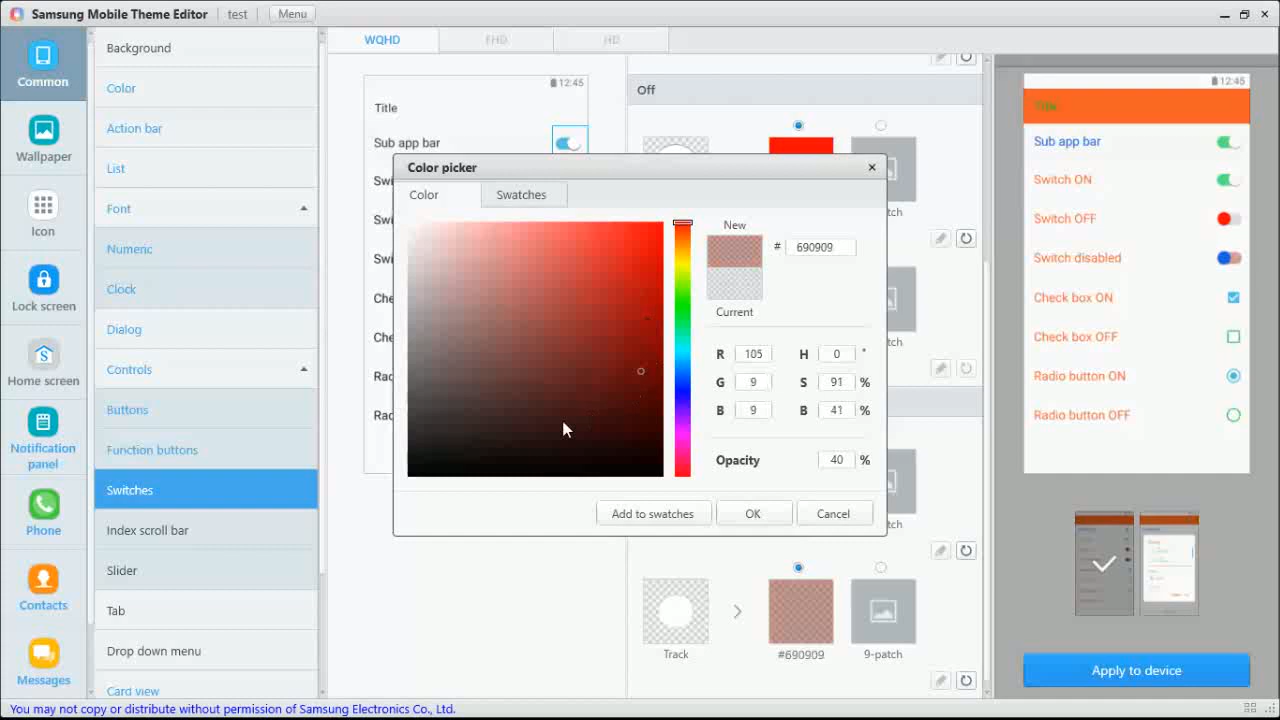 Samsung Mobile Theme Editor
test
Menu
Common
Wallpaper
Icon
Lock screen
Home screen
Notification
panel
Phone
Contacts
Messages
Background
Color
Action bar
List
Font
Numeric
Clock
Dialog
Controls
Buttons
Function buttons
Switches
Index scroll bar
Slider
Tab
Drop down menu
Card view
WQHD
FHD
HD
12:45
Title
Sub app bar
Off
Color picker
Color
Swatches
New
# 690909
Current
R 105
H 0 °
G 9
S 91 %
B 9
B 41 %
Opacity 40 %
Add to swatches
OK
Cancel
Track
#690909
9-patch
12:45
Title
Sub app bar
Switch ON
Switch OFF
Switch disabled
Check box ON
Check box OFF
Radio button ON
Radio button OFF
Apply to device
You may not copy or distribute without permission of Samsung Electronics Co., Ltd.